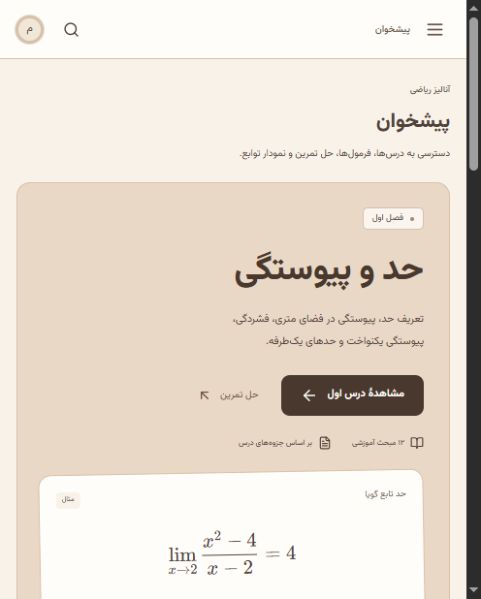 پیشخوان
م
آنالیز ریاضی
پیشخوان
دسترسی به درس‌ها، فرمول‌ها، حل تمرین و نمودار توابع.
فصل اول
حد و پیوستگی
تعریف حد، پیوستگی در فضای متری، فشردگی،
پیوستگی یکنواخت و حدهای یک‌طرفه.
مشاهدهٔ درس اول
حل تمرین
۱۲ مبحث آموزشی
بر اساس جزوه‌های درس
حد تابع گویا
مثال
lim x→2 (x² − 4)/(x − 2) = 4